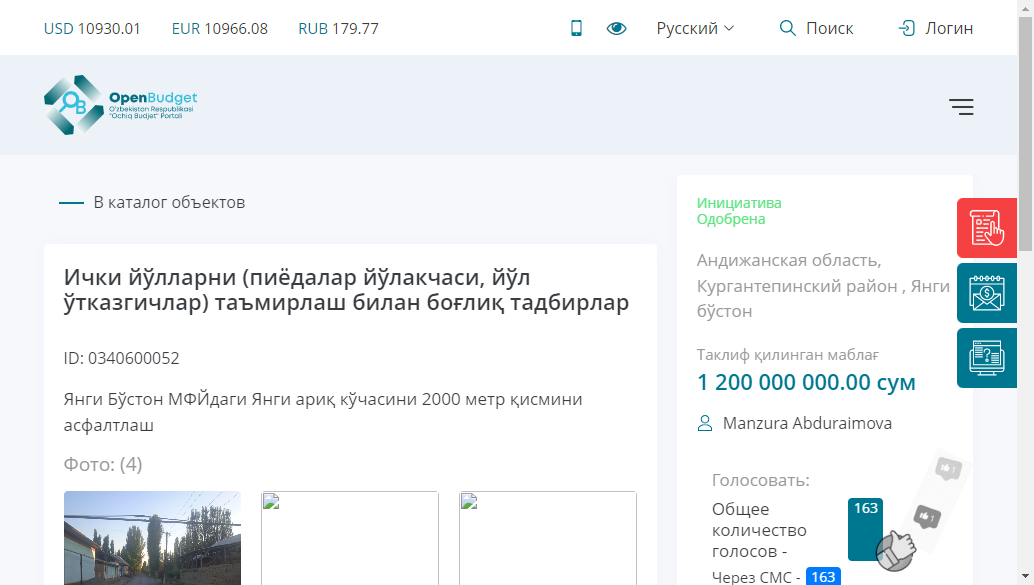 USD 10930.01 EUR 10966.08 RUB 179.77 Русский Поиск Логин
OpenBudget
O'zbekiston Respublikasi
"Ochiq Budjet" Portali
В каталог объектов
Ички йўлларни (пиёдалар йўлакчаси, йўл
ўтказгичлар) таъмирлаш билан боғлиқ тадбирлар
ID: 0340600052
Янги Бўстон МФЙдаги Янги ариқ кўчасини 2000 метр қисмини
асфалтлаш
Фото: (4)
Инициатива
Одобрена
Андижанская область,
Кургантепинский район , Янги
бўстон
Таклиф қилинган маблағ
1 200 000 000.00 сум
Manzura Abduraimova
Голосовать:
Общее
количество
голосов -
163
Через СМС - 163